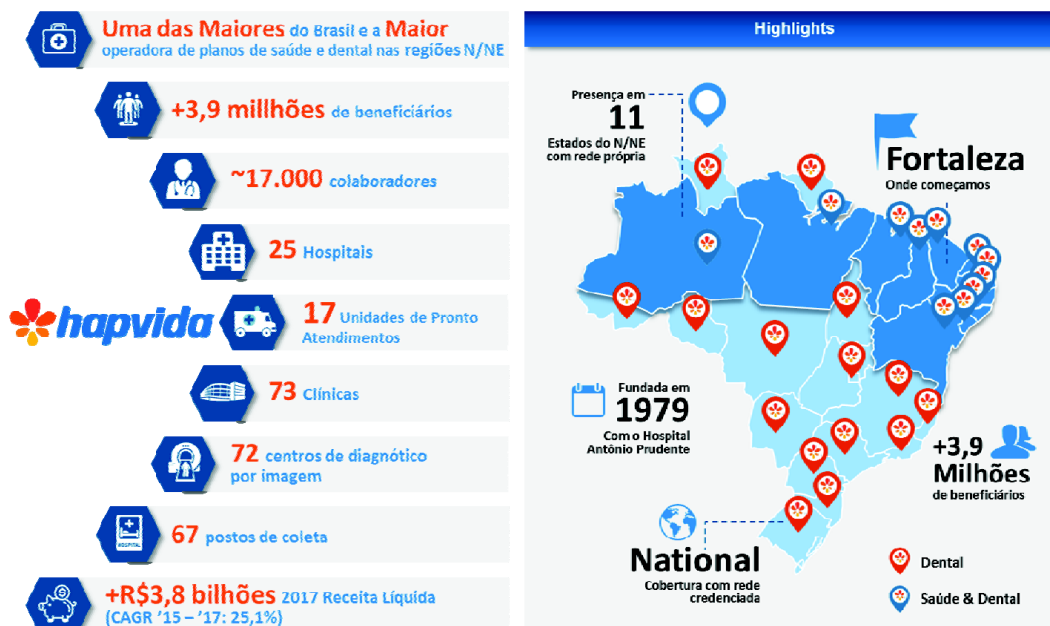 Uma das Maiores do Brasil e a Maior
operadora de planos de saúde e dental nas regiões N/NE
+3,9 millhões de beneficiários
~17.000 colaboradores
25 Hospitais
hapvida
17 Unidades de Pronto
Atendimentos
73 Clínicas
72 centros de diagnótico
por imagem
HOSPITAL
67 postos de coleta
+R$3,8 bilhões 2017 Receita Líquida
(CAGR '15 – '17: 25,1%)
Highlights
Presença em
11
Estados do N/NE
com rede própria
Fortaleza
Onde começamos
Fundada em
1979
Com o Hospital
Antônio Prudente
+3,9
Milhões
de beneficiários
National
Cobertura com rede
credenciada
Dental
Saúde & Dental